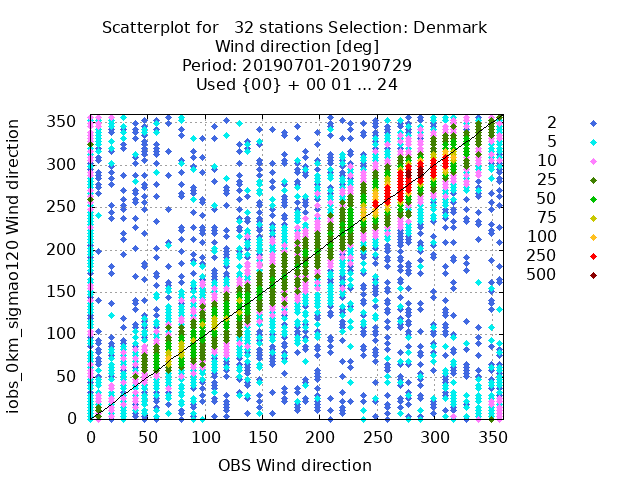 Scatterplot for   32 stations Selection: Denmark
Wind direction [deg]
Period: 20190701-20190729
Used {00} + 00 01 ... 24
iobs_0km_sigmao120 Wind direction
350
300
250
200
150
100
50
0
0 50 100 150 200 250 300 350
OBS Wind direction
2
5
10
25
50
75
100
250
500